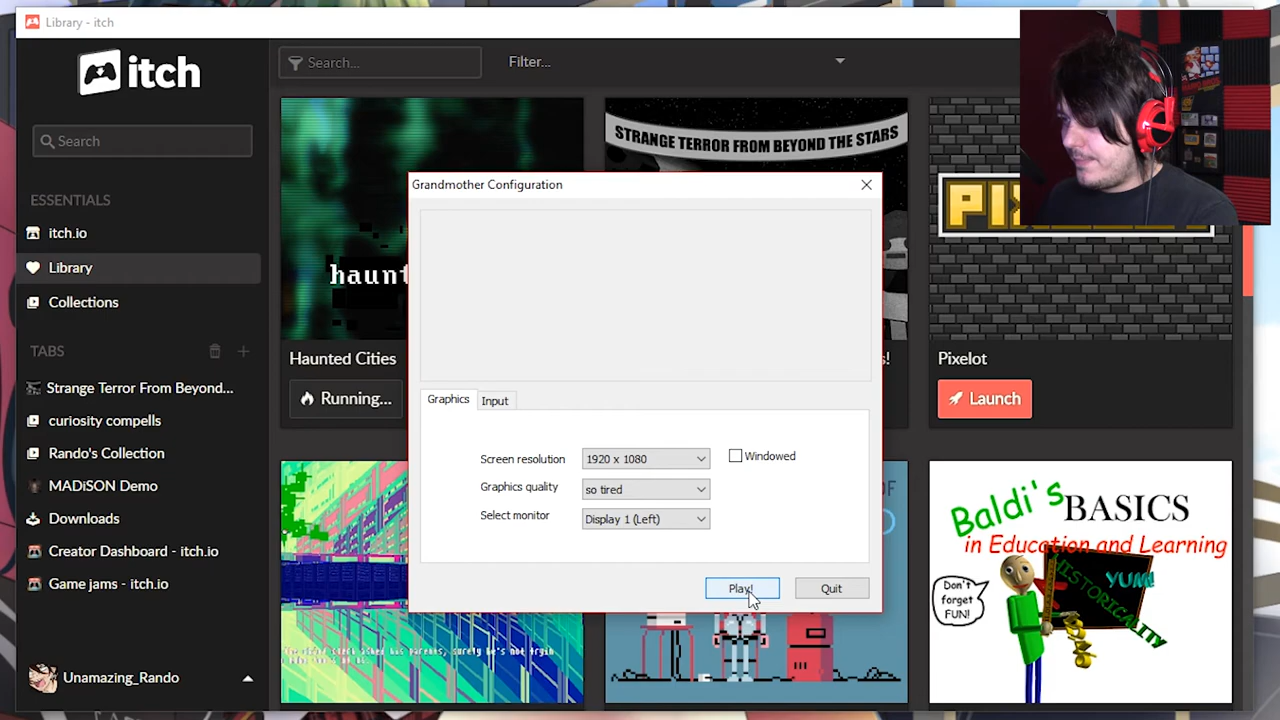 Library - itch
itch
Search...
Filter...
Search
ESSENTIALS
itch.io
Library
Collections
TABS
Strange Terror From Beyond...
curiosity compells
Rando's Collection
MADiSON Demo
Downloads
Creator Dashboard - itch.io
Game jams - itch.io
Unamazing_Rando
haunt
Haunted Cities
Running...
STRANGE TERROR FROM BEYOND THE STARS
s!
PIX
Pixelot
Launch
Grandmother Configuration
Graphics
Input
Screen resolution
1920 x 1080
Windowed
Graphics quality
so tired
Select monitor
Display 1 (Left)
Play!
Quit
OF
Baldi's
BASICS
in Education and Learning
Don't
forget
FUN!
HISTORICALITY
YUM!